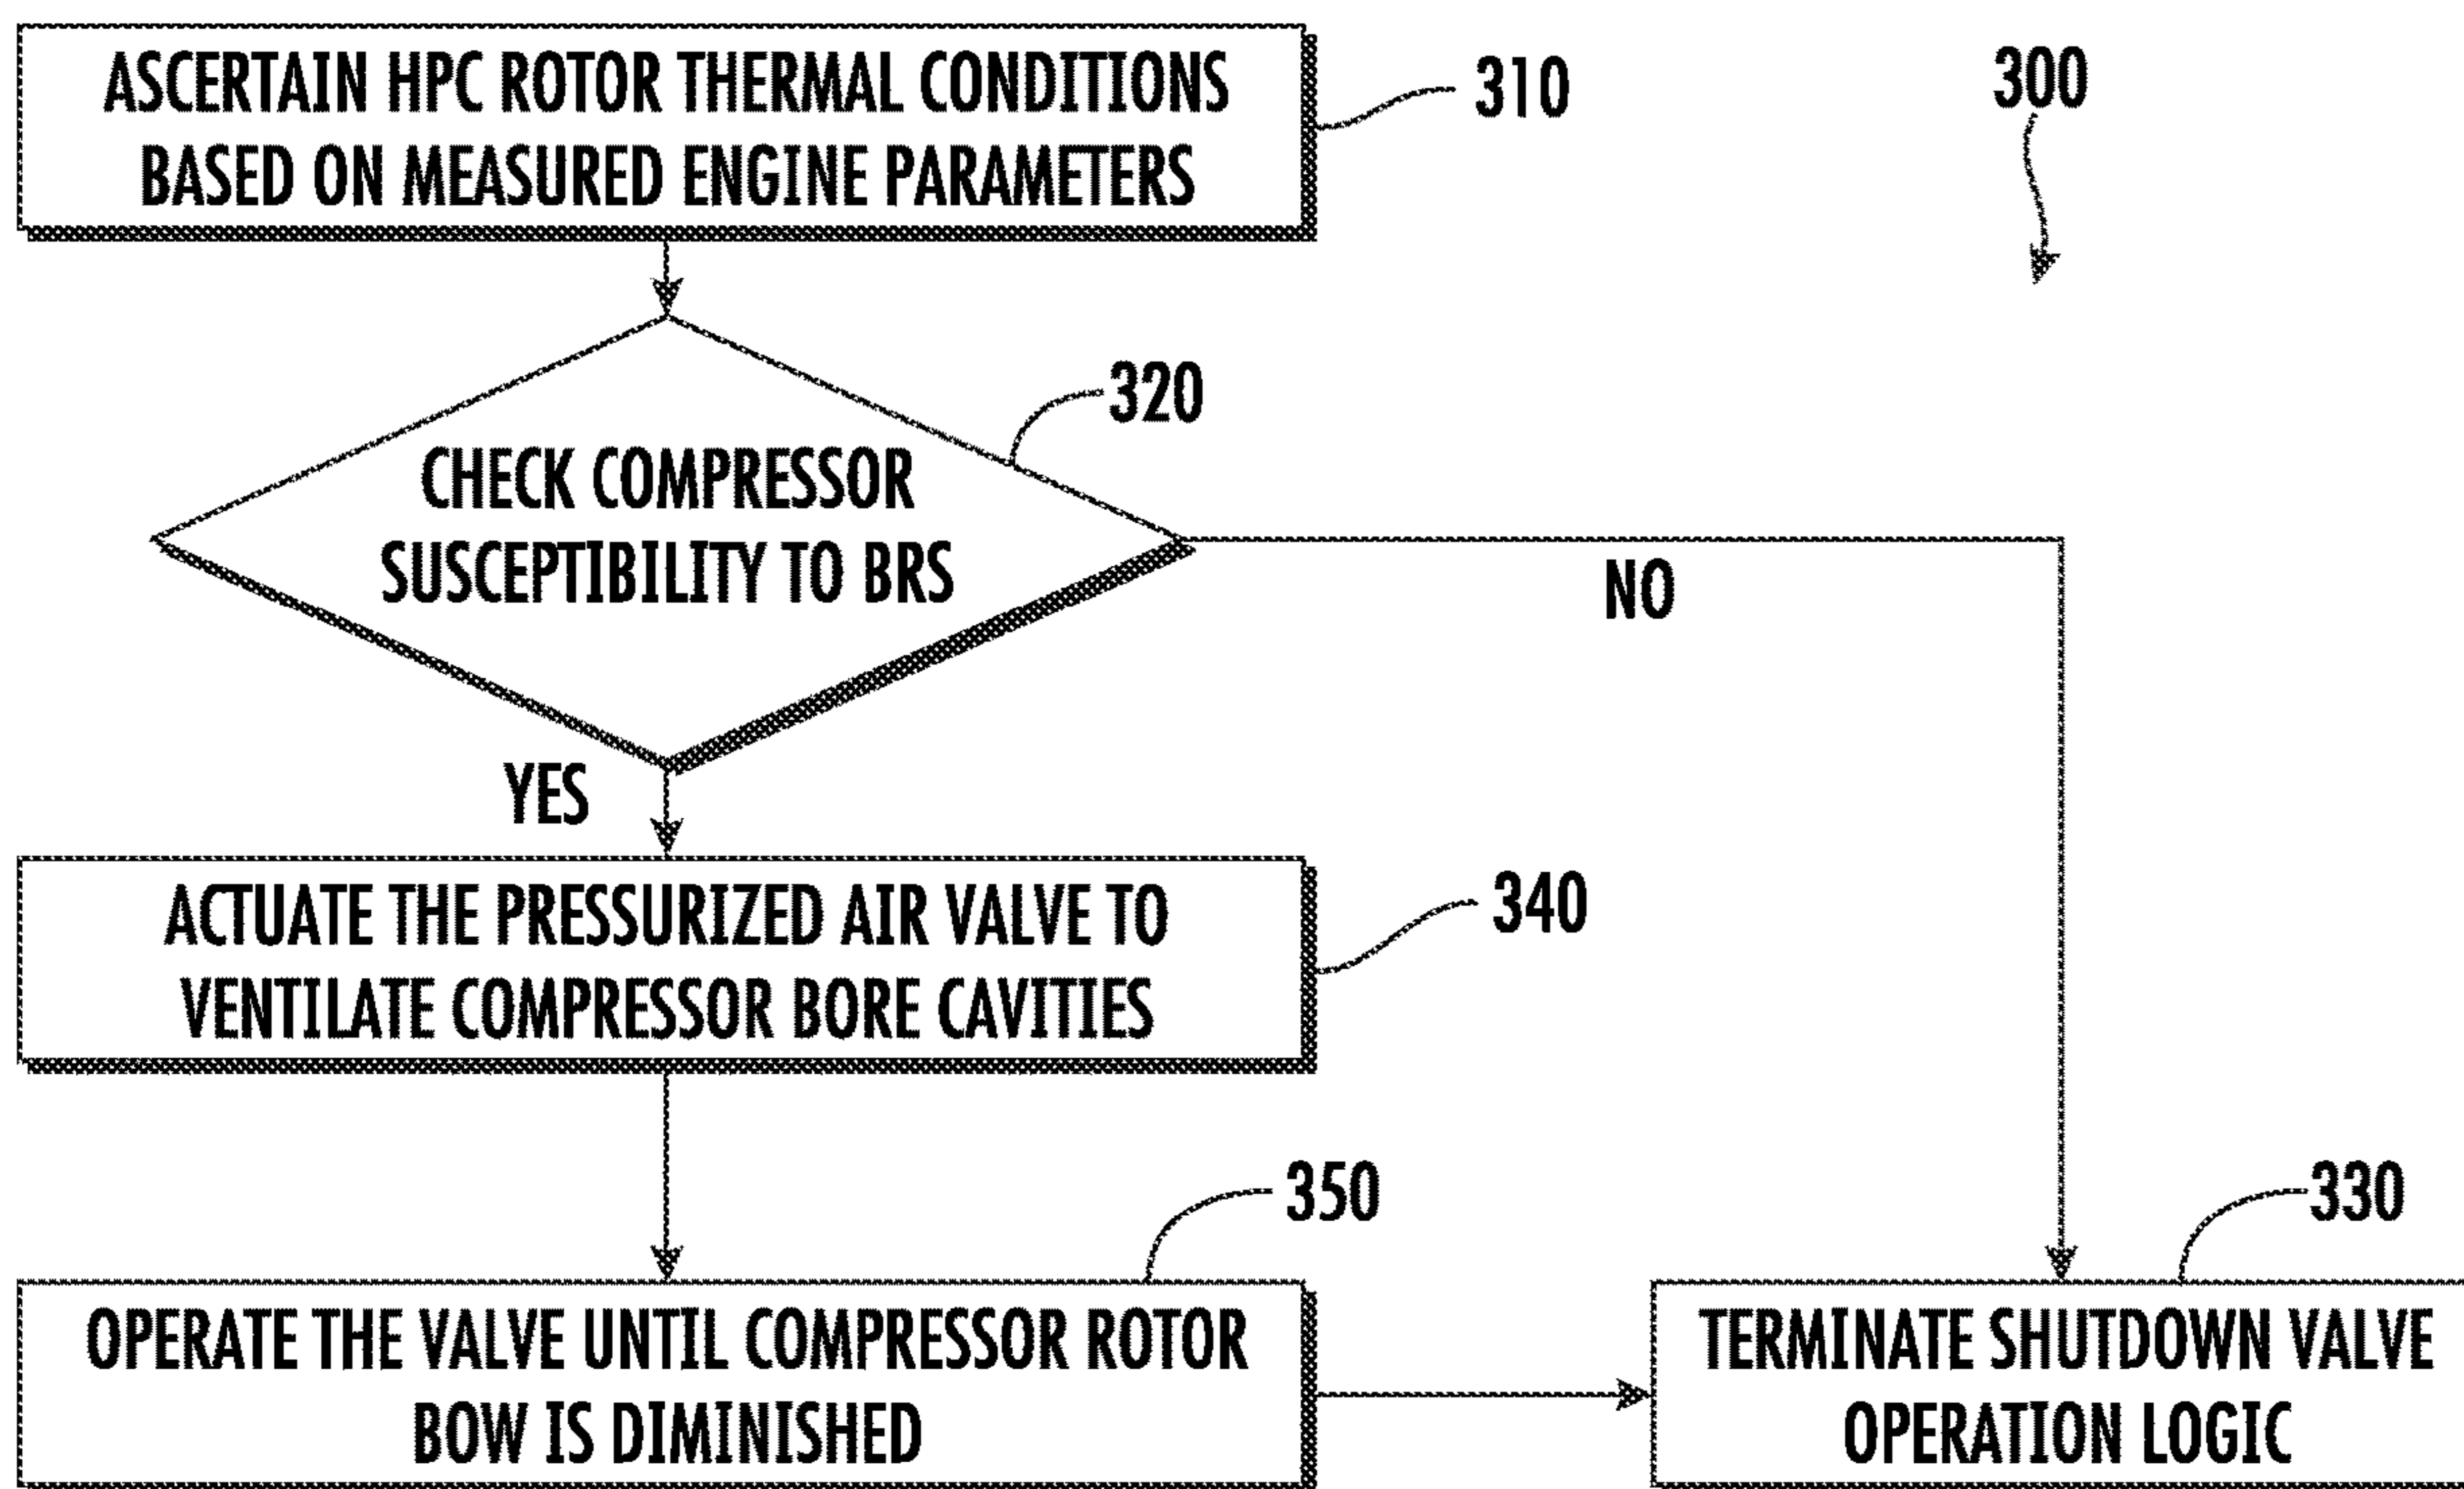 ASCERTAIN HPC ROTOR THERMAL CONDITIONS
BASED ON MEASURED ENGINE PARAMETERS
310
300
320
CHECK COMPRESSOR
SUSCEPTIBILITY TO BRS
NO
YES
ACTUATE THE PRESSURIZED AIR VALVE TO
VENTILATE COMPRESSOR BORE CAVITIES
340
350
330
OPERATE THE VALVE UNTIL COMPRESSOR ROTOR
BOW IS DIMINISHED
TERMINATE SHUTDOWN VALVE
OPERATION LOGIC